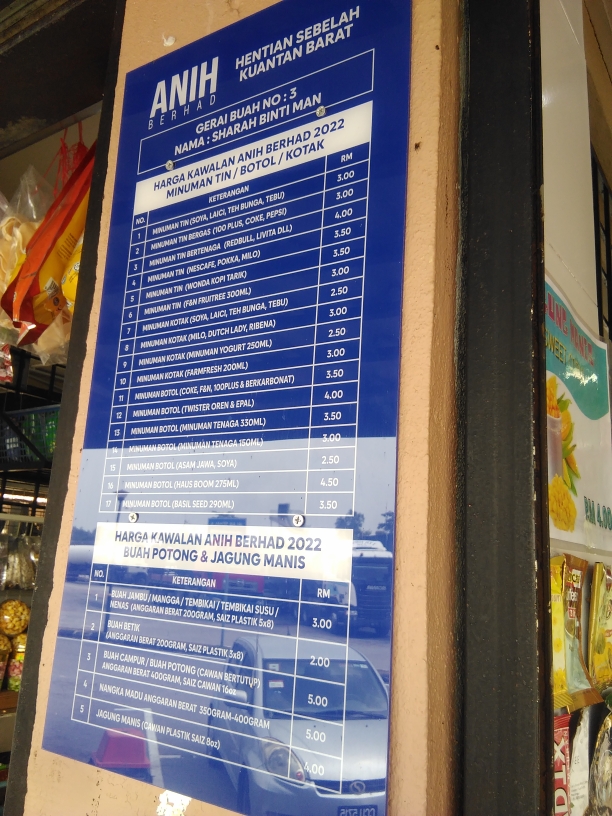 ANIH
BERHAD
HENTIAN SEBELAH
KUANTAN BARAT
GERAI BUAH NO : 3
NAMA : SHARAH BINTI MAN
HARGA KAWALAN ANIH BERHAD 2022
MINUMAN TIN / BOTOL / KOTAK
NO. KETERANGAN RM
1 MINUMAN TIN (SOYA, LAICI, TEH BUNGA, TEBU) 3.00
2 MINUMAN TIN BERGAS (100 PLUS, COKE, PEPSI) 3.00
3 MINUMAN TIN BERTENAGA (REDBULL, LIVITA DLL) 4.00
4 MINUMAN TIN (NESCAFE, POKKA, MILO) 3.50
5 MINUMAN TIN (WONDA KOPI TARIK) 3.50
6 MINUMAN TIN (F&N FRUITREE 300ML) 3.00
7 MINUMAN KOTAK (SOYA, LAICI, TEH BUNGA, TEBU) 2.50
8 MINUMAN KOTAK (MILO, DUTCH LADY, RIBENA) 3.00
9 MINUMAN KOTAK (MINUMAN YOGURT 250ML) 2.50
10 MINUMAN KOTAK (FARMFRESH 200ML) 3.00
11 MINUMAN BOTOL (COKE, F&N, 100PLUS & BERKARBONAT) 3.50
12 MINUMAN BOTOL (TWISTER OREN & EPAL) 4.00
13 MINUMAN BOTOL (MINUMAN TENAGA 330ML) 3.50
14 MINUMAN BOTOL (MINUMAN TENAGA 150ML) 3.00
15 MINUMAN BOTOL (ASAM JAWA, SOYA) 2.50
16 MINUMAN BOTOL (HAUS BOOM 275ML) 4.50
17 MINUMAN BOTOL (BASIL SEED 290ML) 3.50
HARGA KAWALAN ANIH BERHAD 2022
BUAH POTONG & JAGUNG MANIS
NO. KETERANGAN RM
1 BUAH JAMBU / MANGGA / TEMBIKAI / TEMBIKAI SUSU /
NENAS (ANGGARAN BERAT 200GRAM, SAIZ PLASTIK 5x8) 3.00
2 BUAH BETIK
(ANGGARAN BERAT 200GRAM, SAIZ PLASTIK 3x8) 2.00
3 BUAH CAMPUR / BUAH POTONG (CAWAN BERTUTUP)
ANGGARAN BERAT 400GRAM, SAIZ CAWAN 16oz 5.00
4 NANGKA MADU ANGGARAN BERAT 350GRAM-400GRAM 5.00
5 JAGUNG MANIS (CAWAN PLASTIK SAIZ 8oz) 4.00